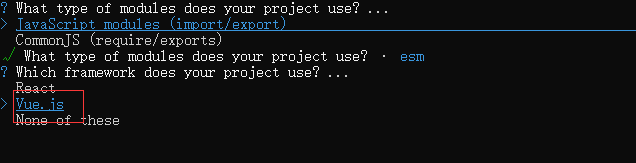 ? What type of modules does your project use? ...
> JavaScript modules (import/export)
CommonJS (require/exports)
√ What type of modules does your project use? · esm
? Which framework does your project use? ...
React
> Vue.js
None of these